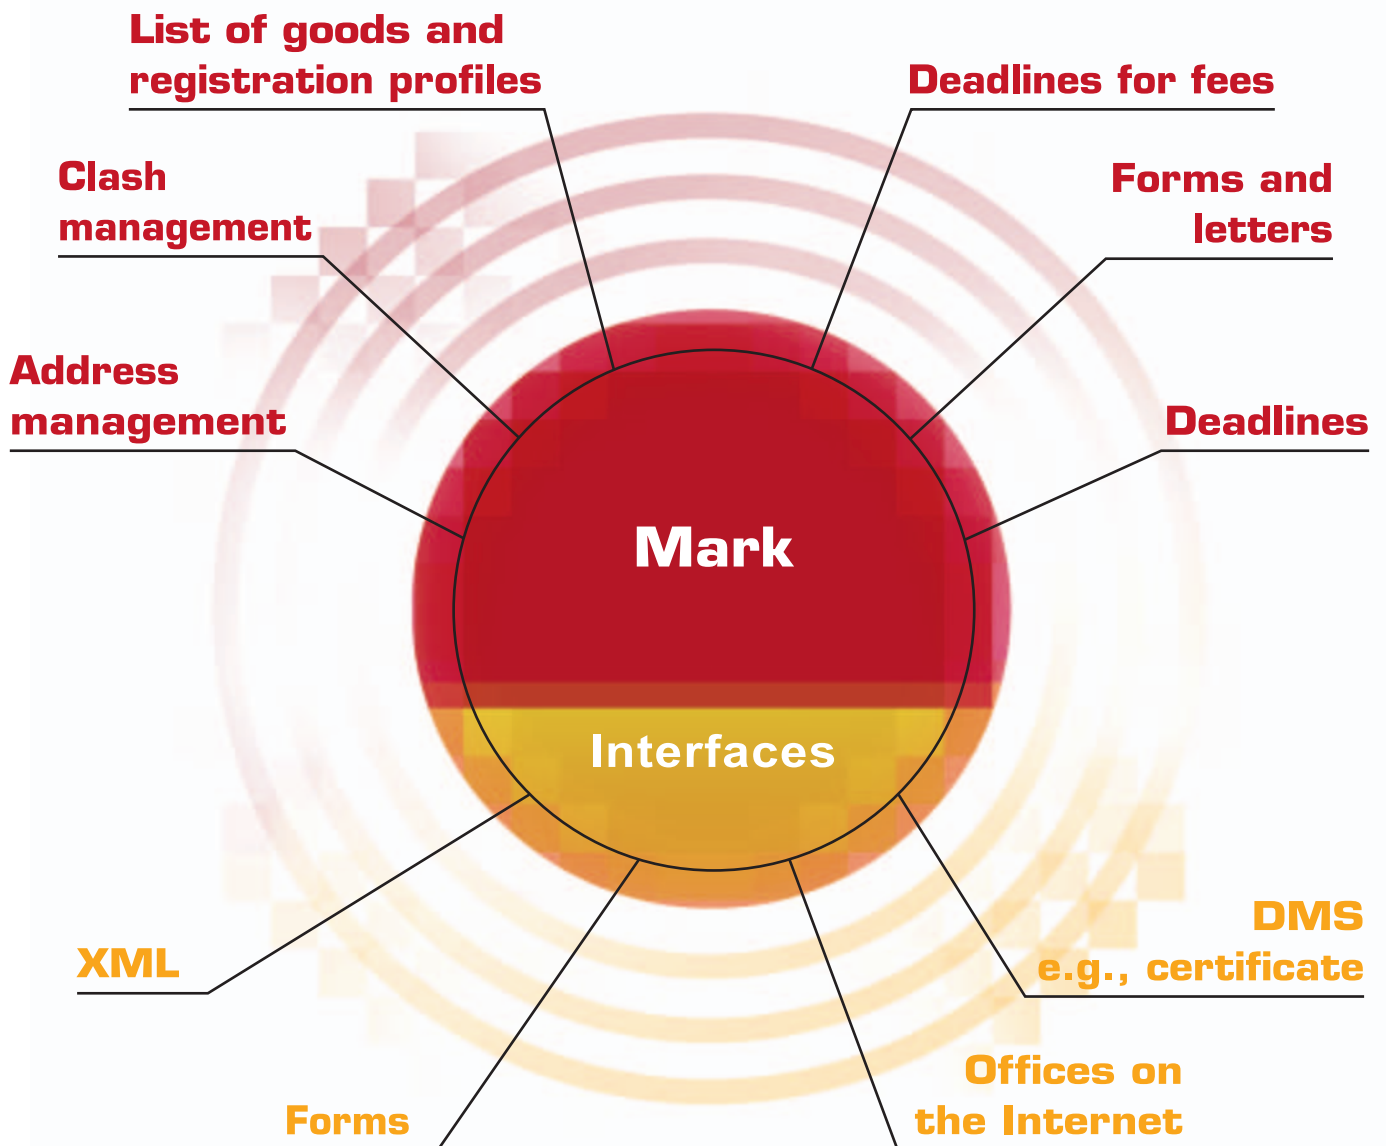 List of goods and
registration profiles
Deadlines for fees
Clash
management
Forms and
letters
Address
management
Deadlines
Mark
Interfaces
XML
DMS
e.g., certificate
Forms
Offices on
the Internet